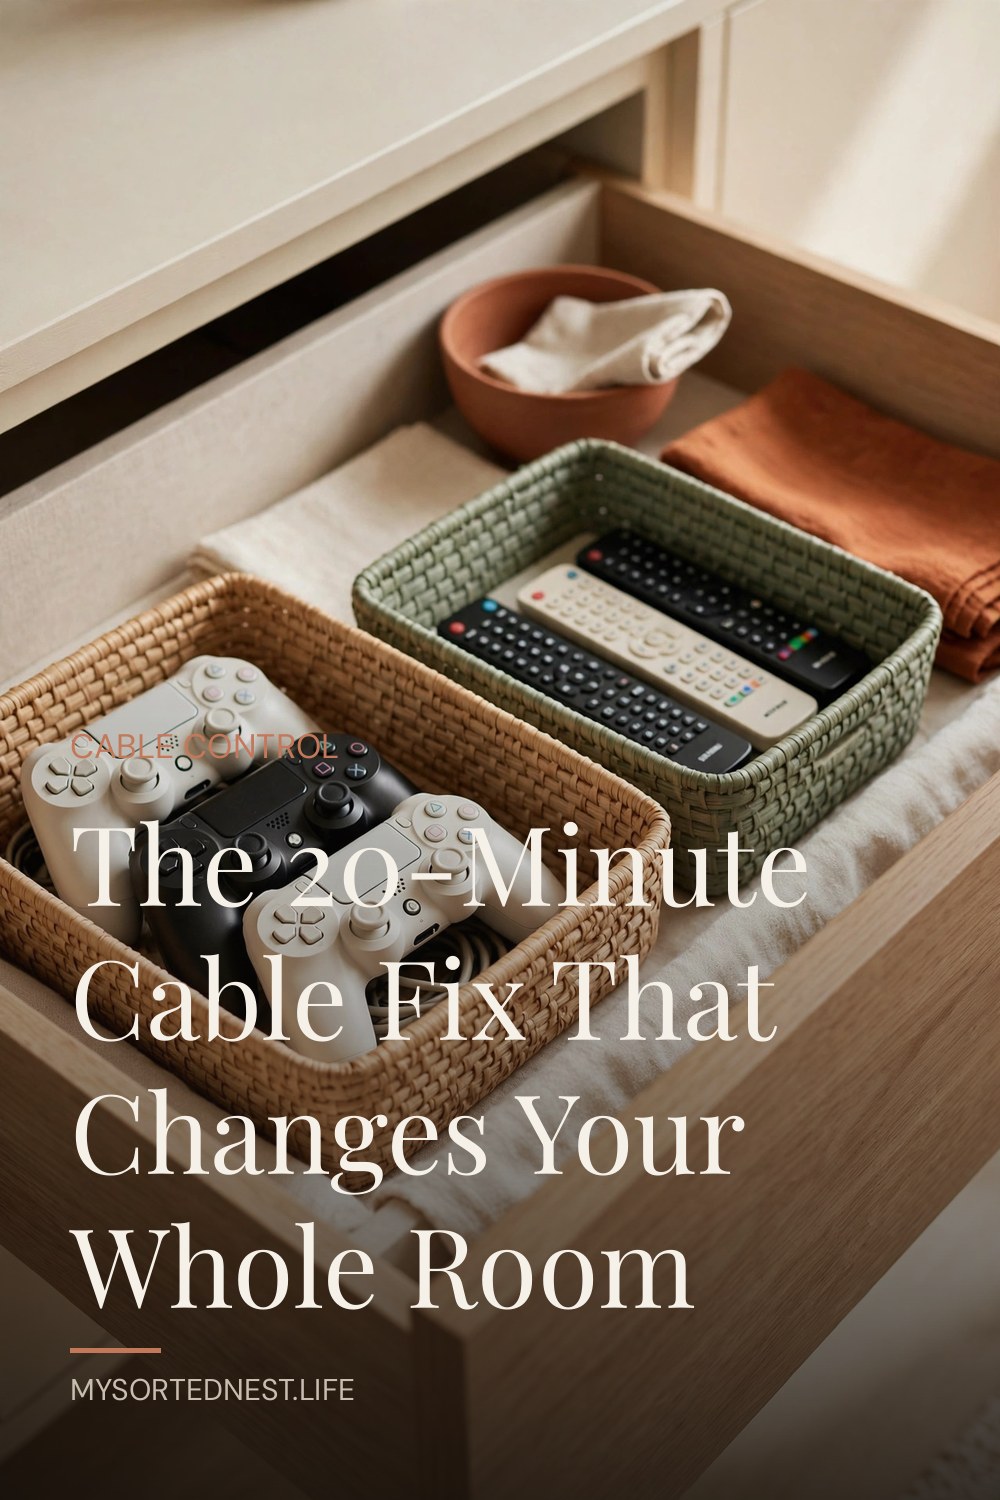 CABLE CONTROL
The 20-Minute
Cable Fix That
Changes Your
Whole Room
MYSORTEDNEST.LIFE